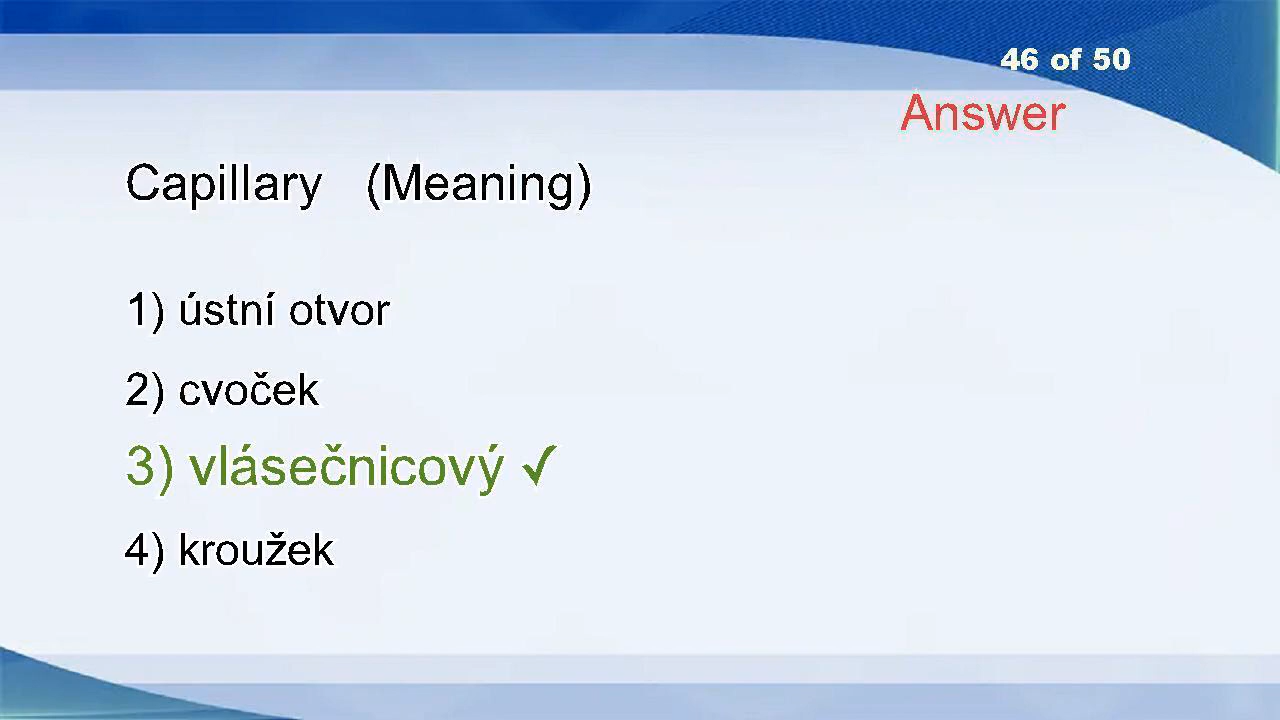 46 of 50
Answer
Capillary (Meaning)
1) ústní otvor
2) cvoček
3) vlásečnicový ✓
4) kroužek